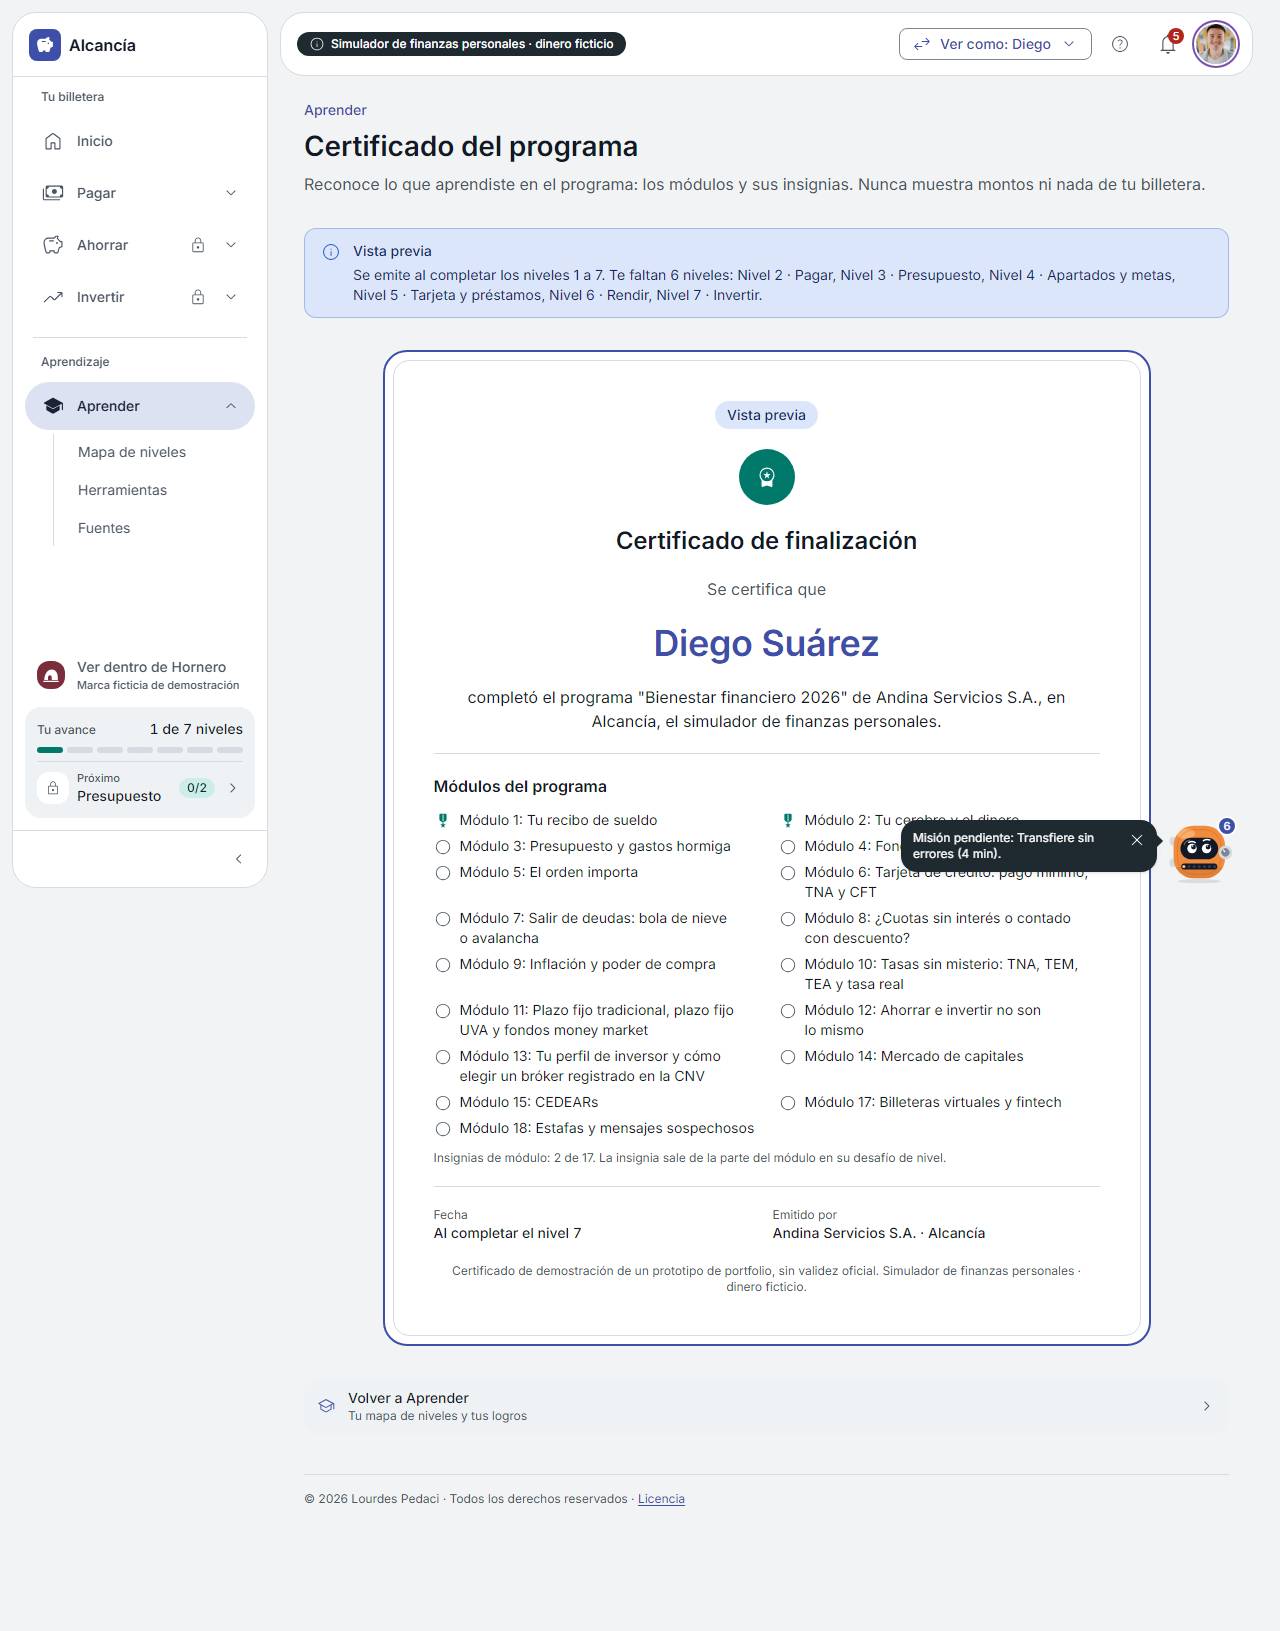 Alcancía
Simulador de finanzas personales · dinero ficticio
Ver como: Diego
5
Tu billetera
Inicio
Pagar
Ahorrar
Invertir
Aprendizaje
Aprender
Mapa de niveles
Herramientas
Fuentes
Ver dentro de Hornero
Marca ficticia de demostración
Tu avance
1 de 7 niveles
Próximo
Presupuesto
0/2
Aprender
Certificado del programa
Reconoce lo que aprendiste en el programa: los módulos y sus insignias. Nunca muestra montos ni nada de tu billetera.
Vista previa
Se emite al completar los niveles 1 a 7. Te faltan 6 niveles: Nivel 2 · Pagar, Nivel 3 · Presupuesto, Nivel 4 · Apartados y metas,
Nivel 5 · Tarjeta y préstamos, Nivel 6 · Rendir, Nivel 7 · Invertir.
Vista previa
Certificado de finalización
Se certifica que
Diego Suárez
completó el programa "Bienestar financiero 2026" de Andina Servicios S.A., en
Alcancía, el simulador de finanzas personales.
Módulos del programa
Módulo 1: Tu recibo de sueldo
Módulo 2: Tu cerebro y el dinero
Módulo 3: Presupuesto y gastos hormiga
Módulo 4:
Módulo 5: El orden importa
Módulo 6: Tarjeta de crédito: pago mínimo,
TNA y CFT
Módulo 7: Salir de deudas: bola de nieve
o avalancha
Módulo 8: ¿Cuotas sin interés o contado
con descuento?
Módulo 9: Inflación y poder de compra
Módulo 10: Tasas sin misterio: TNA, TEM,
TEA y tasa real
Módulo 11: Plazo fijo tradicional, plazo fijo
UVA y fondos money market
Módulo 12: Ahorrar e invertir no son
lo mismo
Módulo 13: Tu perfil de inversor y cómo
elegir un bróker registrado en la CNV
Módulo 14: Mercado de capitales
Módulo 15: CEDEARs
Módulo 17: Billeteras virtuales y fintech
Módulo 18: Estafas y mensajes sospechosos
Insignias de módulo: 2 de 17. La insignia sale de la parte del módulo en su desafío de nivel.
Fecha
Al completar el nivel 7
Emitido por
Andina Servicios S.A. · Alcancía
Certificado de demostración de un prototipo de portfolio, sin validez oficial. Simulador de finanzas personales ·
dinero ficticio.
Misión pendiente: Transfiere sin
errores (4 min).
6
Volver a Aprender
Tu mapa de niveles y tus logros
© 2026 Lourdes Pedaci · Todos los derechos reservados · Licencia